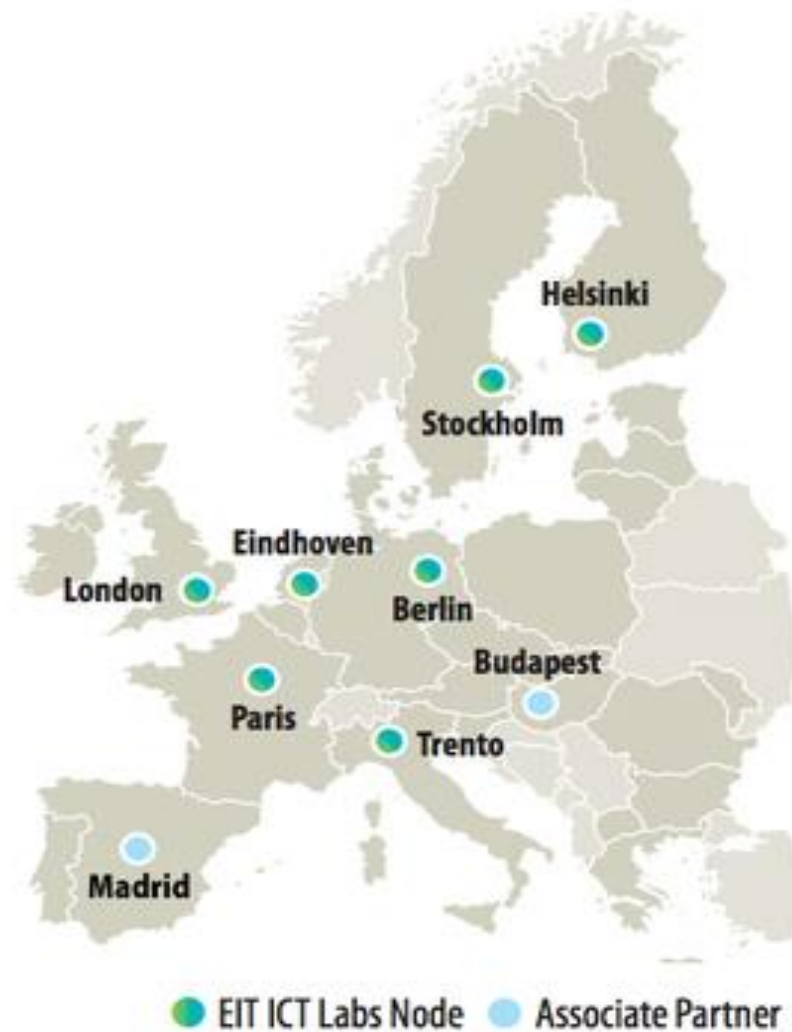 Helsinki
Stockholm
Eindhoven
London
Berlin
Budapest
Paris
Trento
Madrid
EIT ICT Labs Node Associate Partner